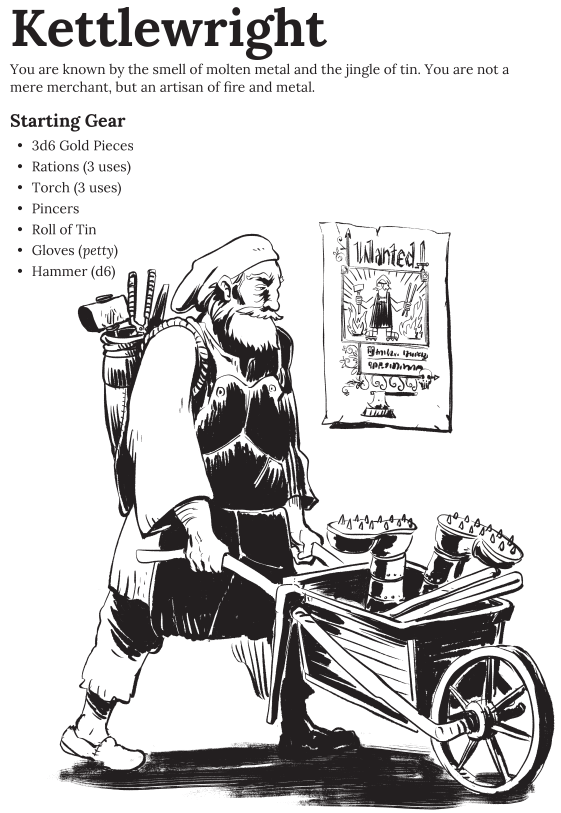 Kettlewright
You are known by the smell of molten metal and the jingle of tin. You are not a
mere merchant, but an artisan of fire and metal.
Starting Gear
• 3d6 Gold Pieces
• Rations (3 uses)
• Torch (3 uses)
• Pincers
• Roll of Tin
• Gloves (petty)
• Hammer (d6)
Wanted!